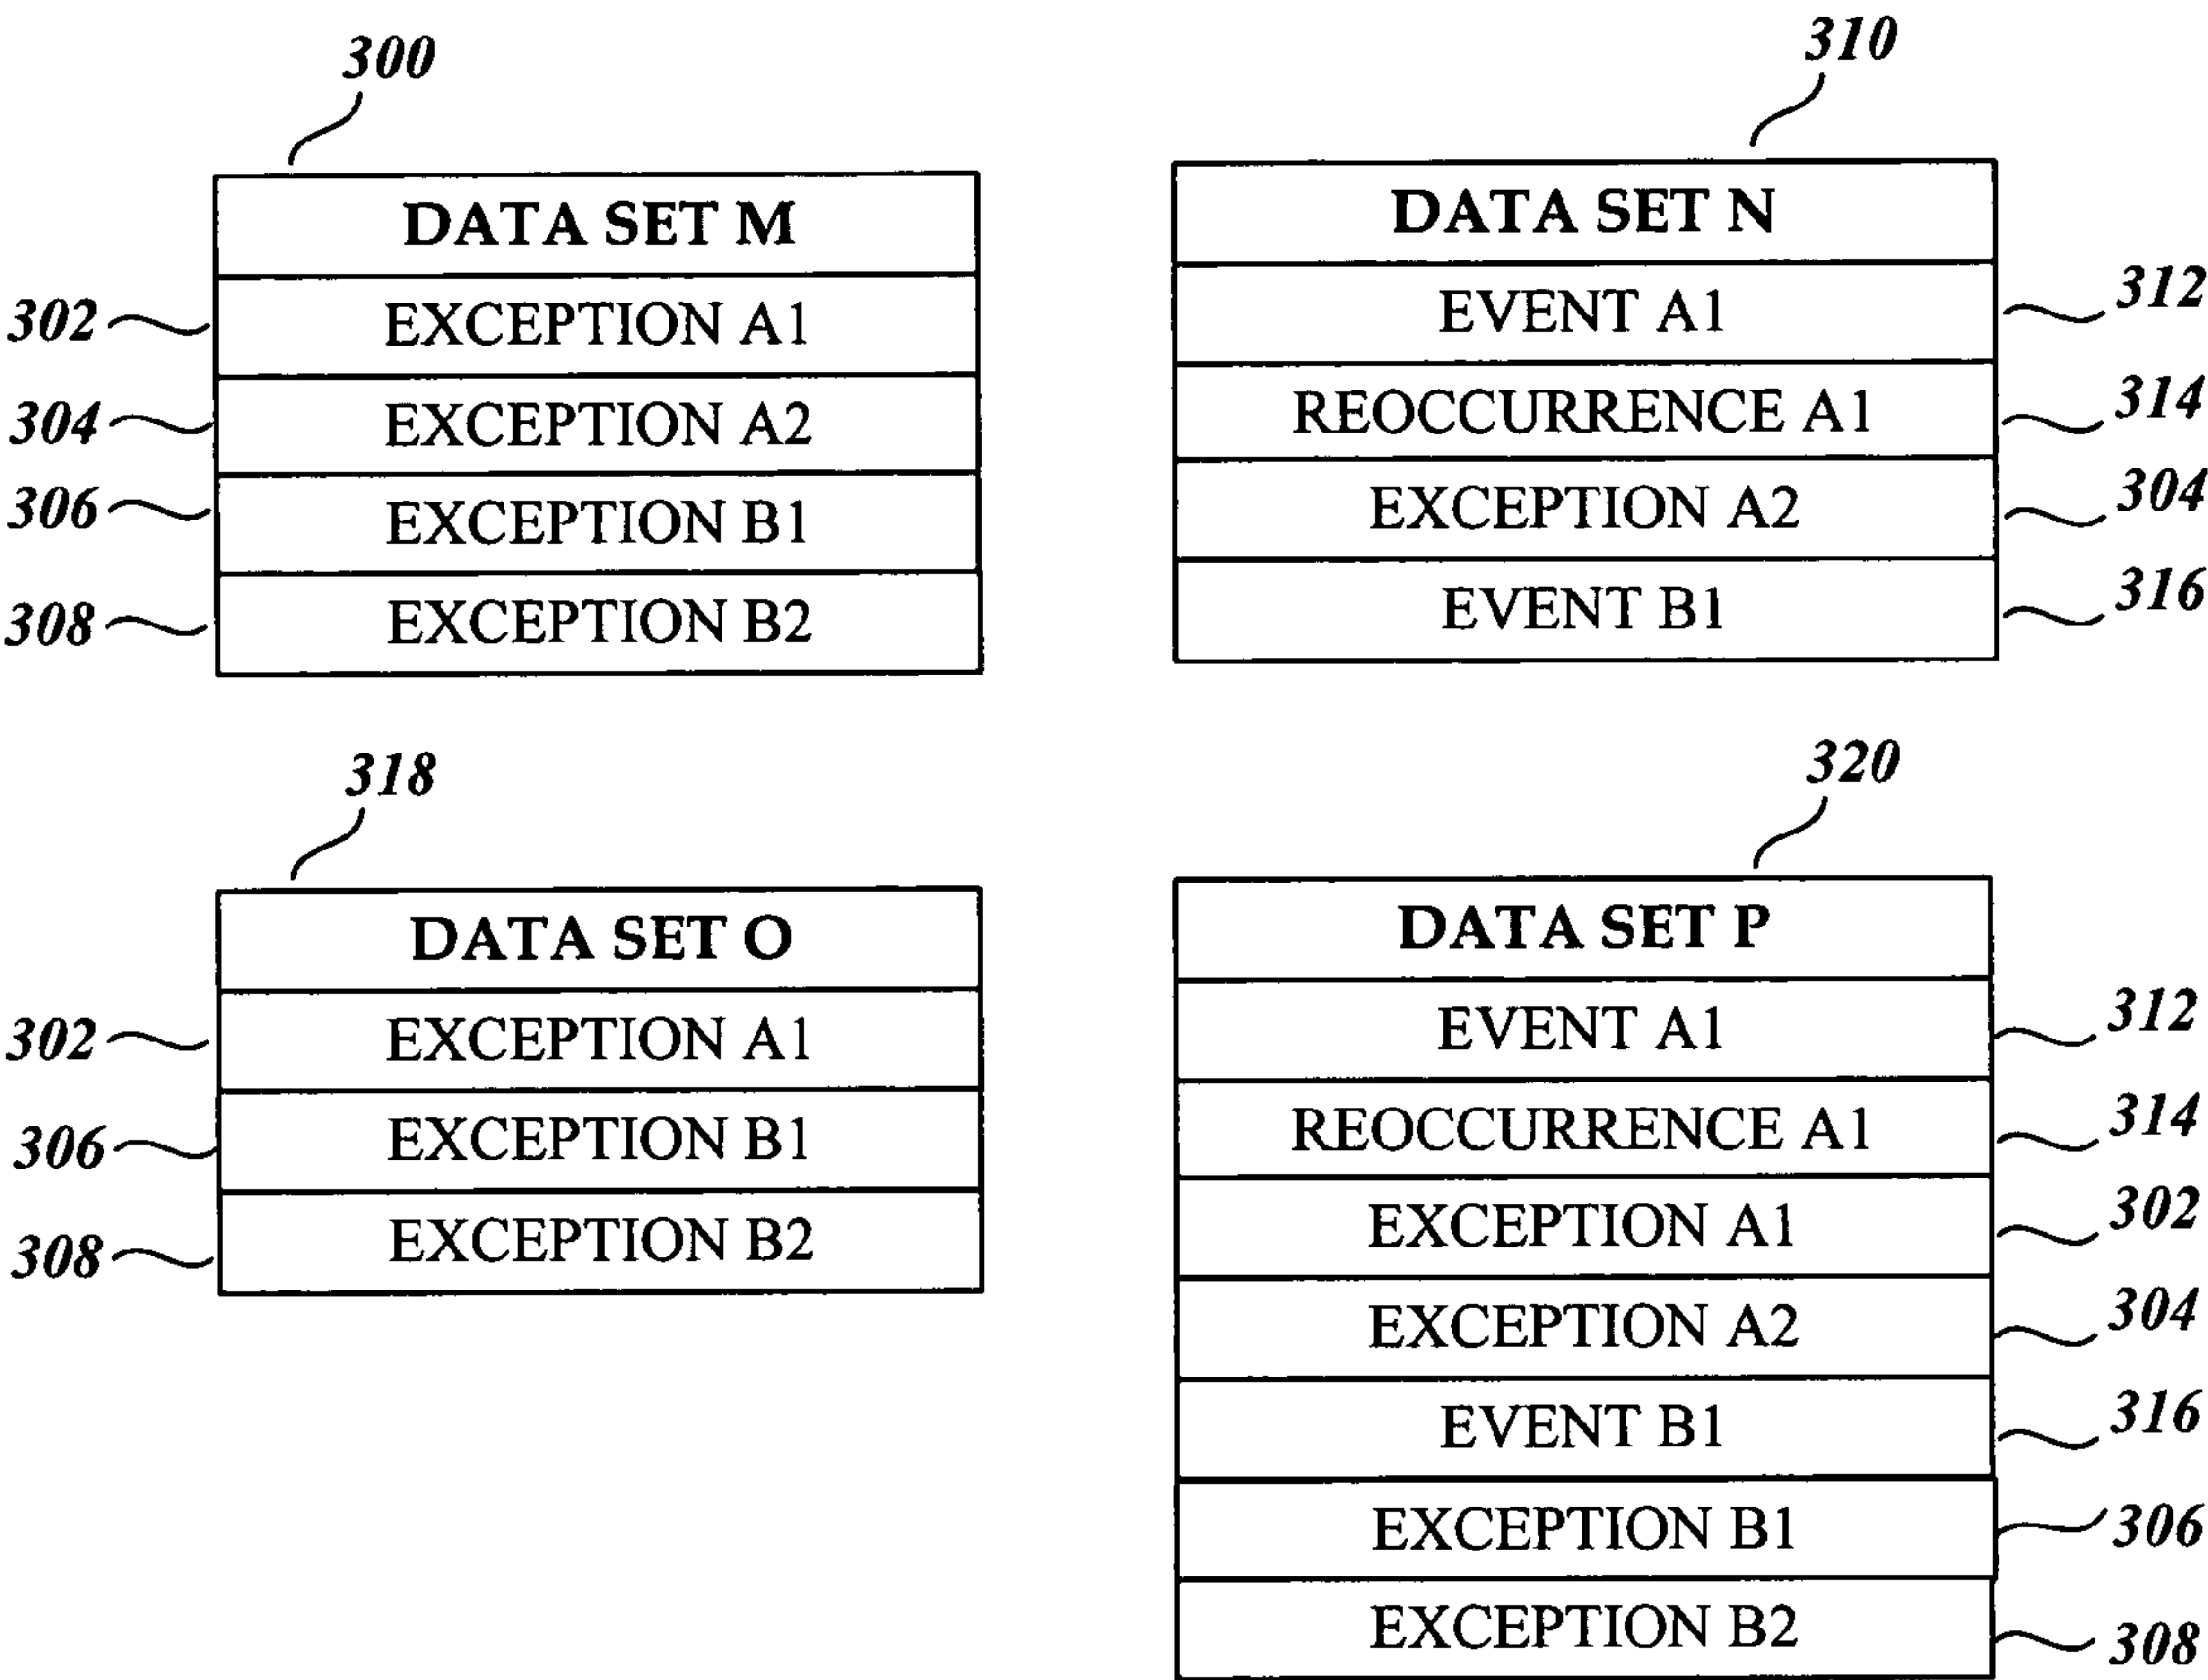 300
DATA SET M
302 EXCEPTION A1
304 EXCEPTION A2
306 EXCEPTION B1
308 EXCEPTION B2
310
DATA SET N
EVENT A1 312
REOCCURRENCE A1 314
EXCEPTION A2 304
EVENT B1 316
318
DATA SET O
302 EXCEPTION A1
306 EXCEPTION B1
308 EXCEPTION B2
320
DATA SET P
EVENT A1 312
REOCCURRENCE A1 314
EXCEPTION A1 302
EXCEPTION A2 304
EVENT B1 316
EXCEPTION B1 306
EXCEPTION B2 308